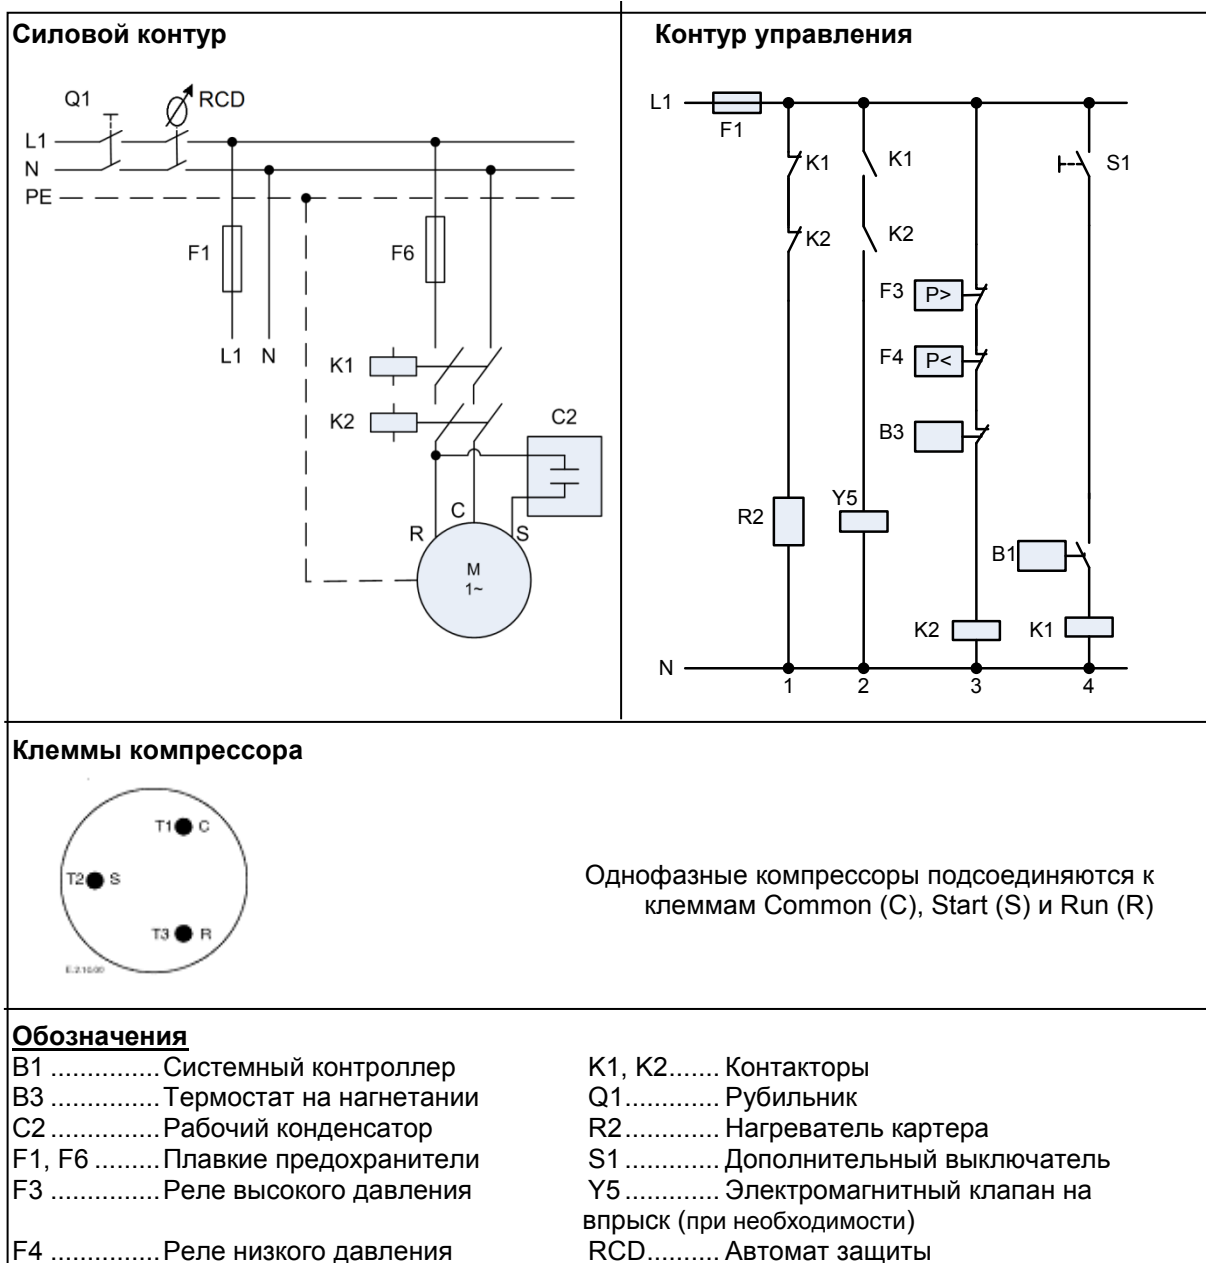 Силовой контур
Q1
RCD
L1
N
PE
F1
F6
L1 N
K1
K2
C2
C
R
S
M
1~
Контур управления
L1
F1
K1
K1
S1
K2
K2
F3 P>
F4 P<
B3
Y5
R2
B1
K2
K1
N
1 2 3 4
Клеммы компрессора
T1 C
T2 S
T3 R
Однофазные компрессоры подсоединяются к
клеммам Common (C), Start (S) и Run (R)
Обозначения
B1 ...............Системный контроллер
B3 ...............Термостат на нагнетании
C2 ...............Рабочий конденсатор
F1, F6 .........Плавкие предохранители
F3 ...............Реле высокого давления
F4 ...............Реле низкого давления
K1, K2....... Контакторы
Q1............. Рубильник
R2............. Нагреватель картера
S1 ............. Дополнительный выключатель
Y5 ............. Электромагнитный клапан на
впрыск (при необходимости)
RCD.......... Автомат защиты